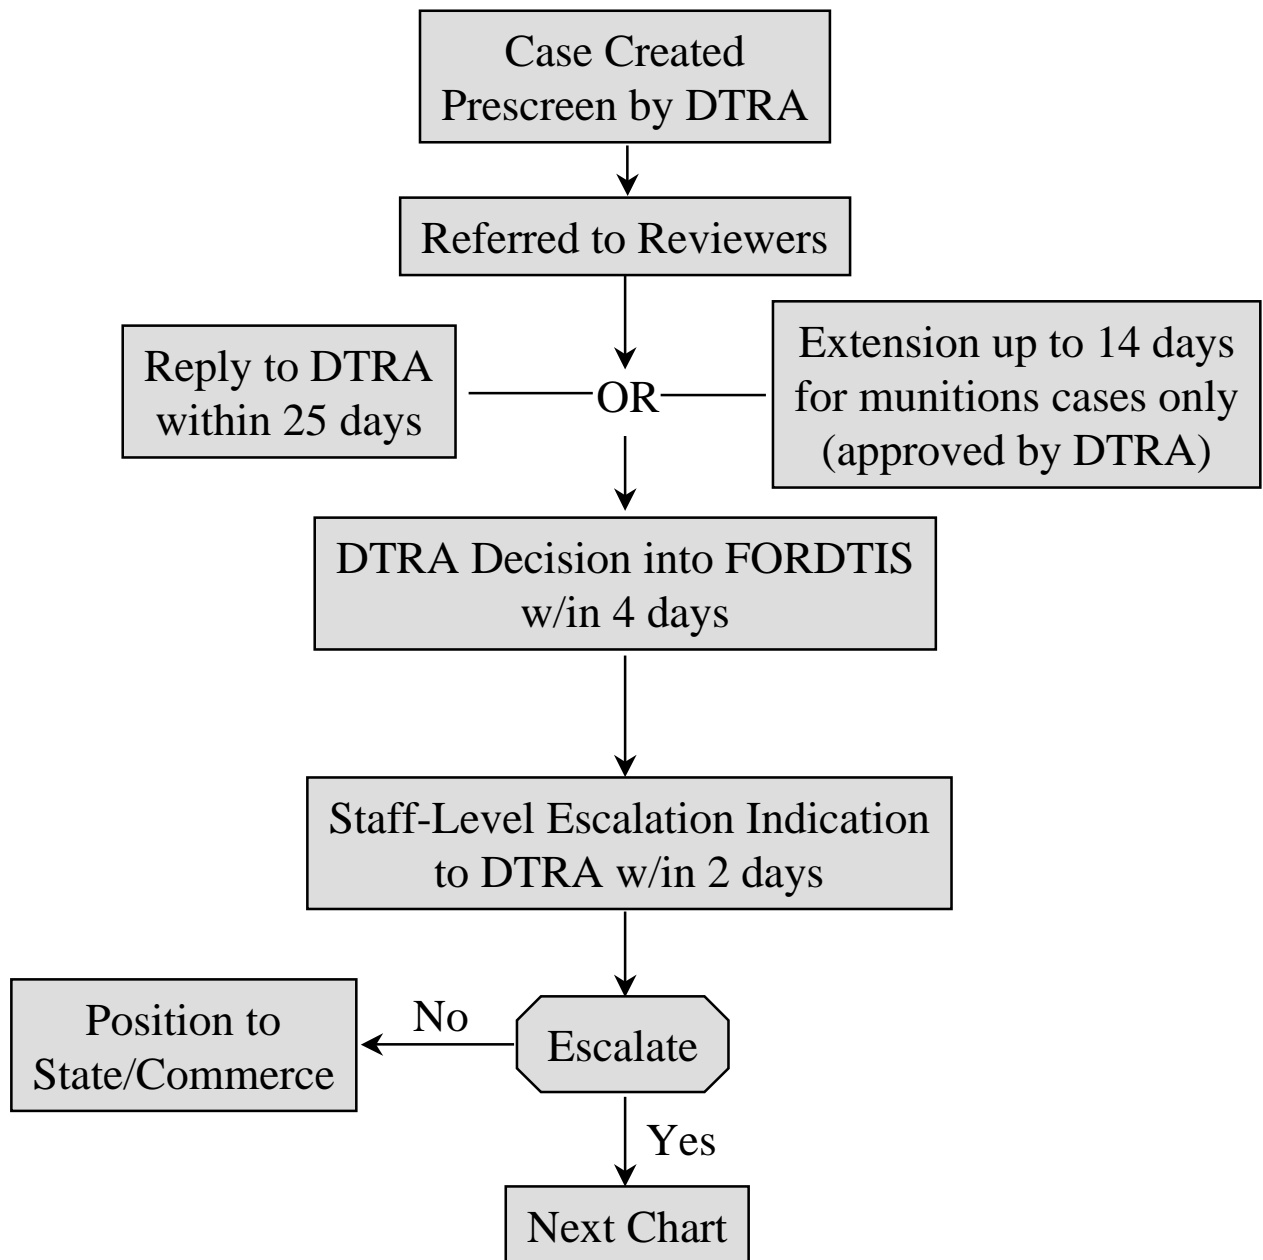 Case Created
Prescreen by DTRA
Referred to Reviewers
Reply to DTRA
within 25 days
OR
Extension up to 14 days
for munitions cases only
(approved by DTRA)
DTRA Decision into FORDTIS
w/in 4 days
Staff-Level Escalation Indication
to DTRA w/in 2 days
Position to
State/Commerce
No
Escalate
Yes
Next Chart